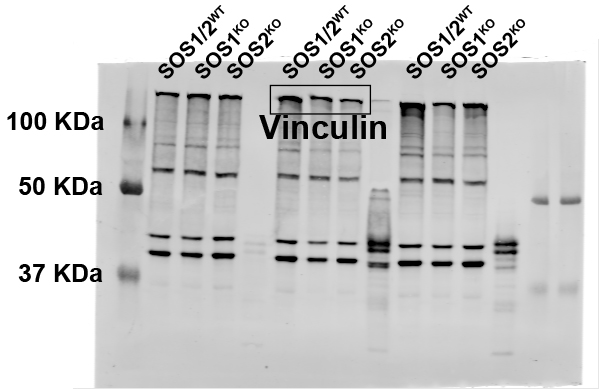 SOS1/2WT SOS1KO SOS2KO SOS1/2WT SOS1KO SOS2KO SOS1/2WT SOS1KO SOS2KO
100 KDa
Vinculin
50 KDa
37 KDa